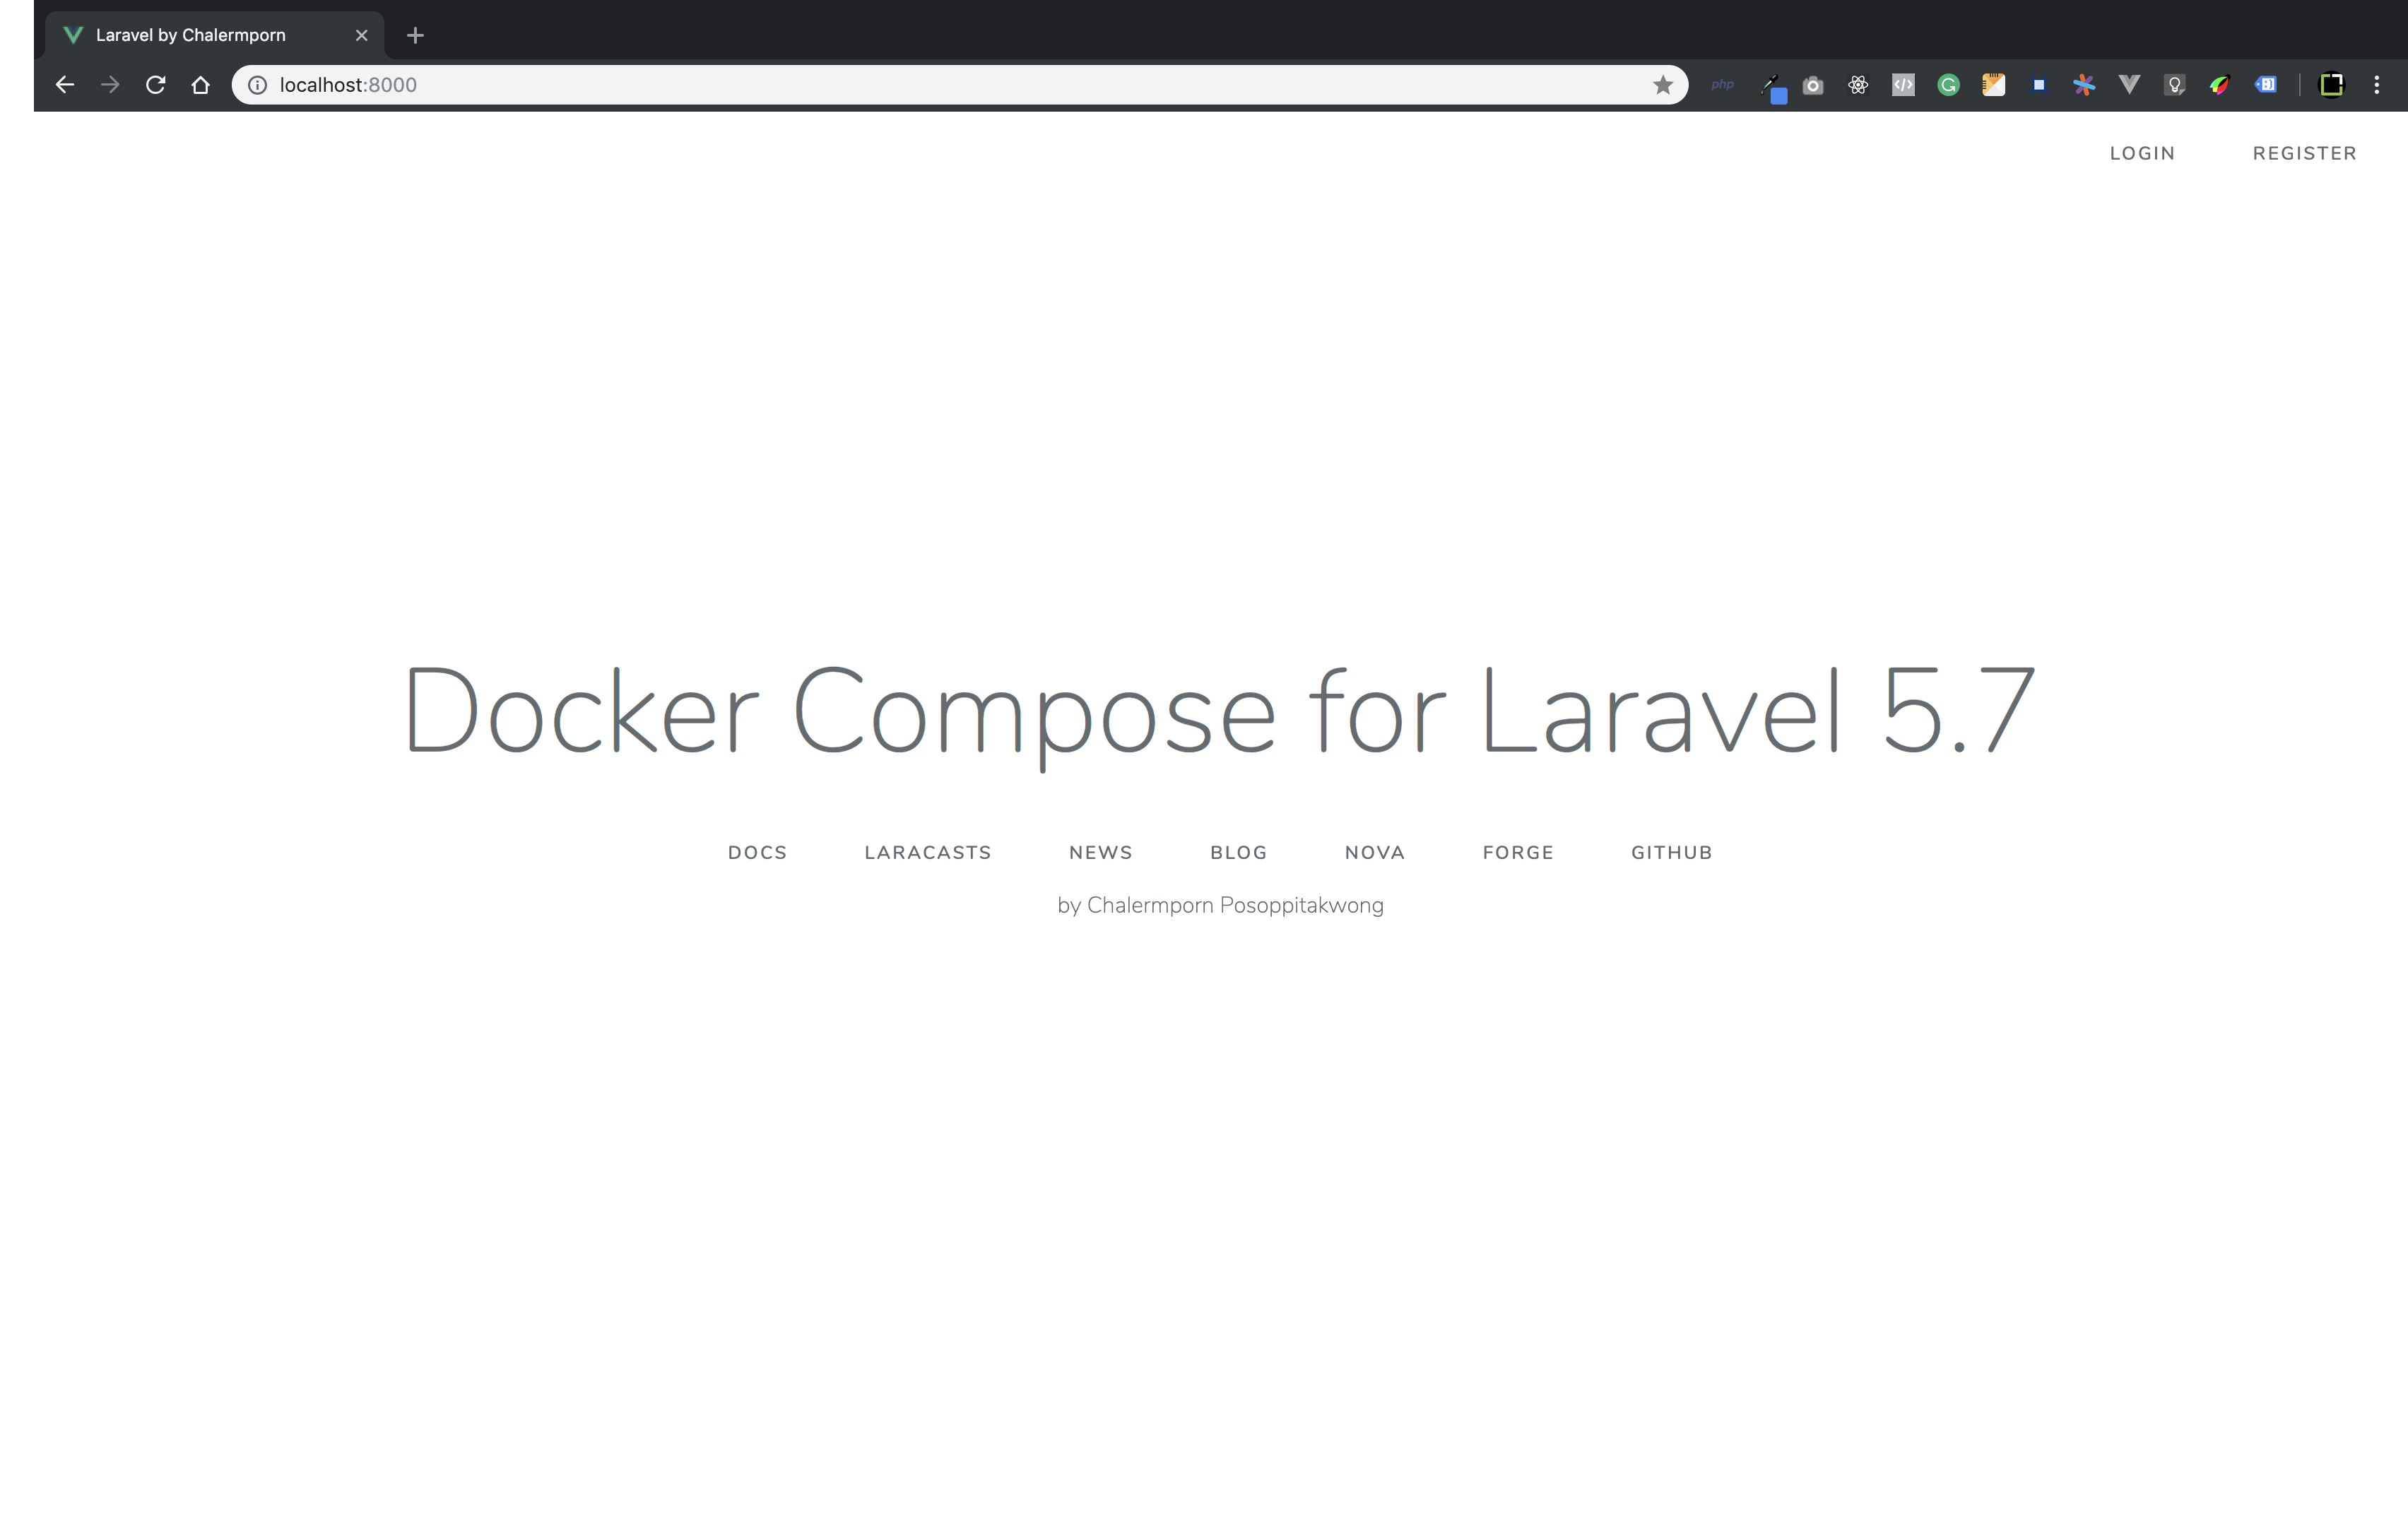 Laravel by Chalermporn
localhost:8000
php
LOGIN REGISTER
Docker Compose for Laravel 5.7
DOCS LARACASTS NEWS BLOG NOVA FORGE GITHUB
by Chalermporn Posoppitakwong